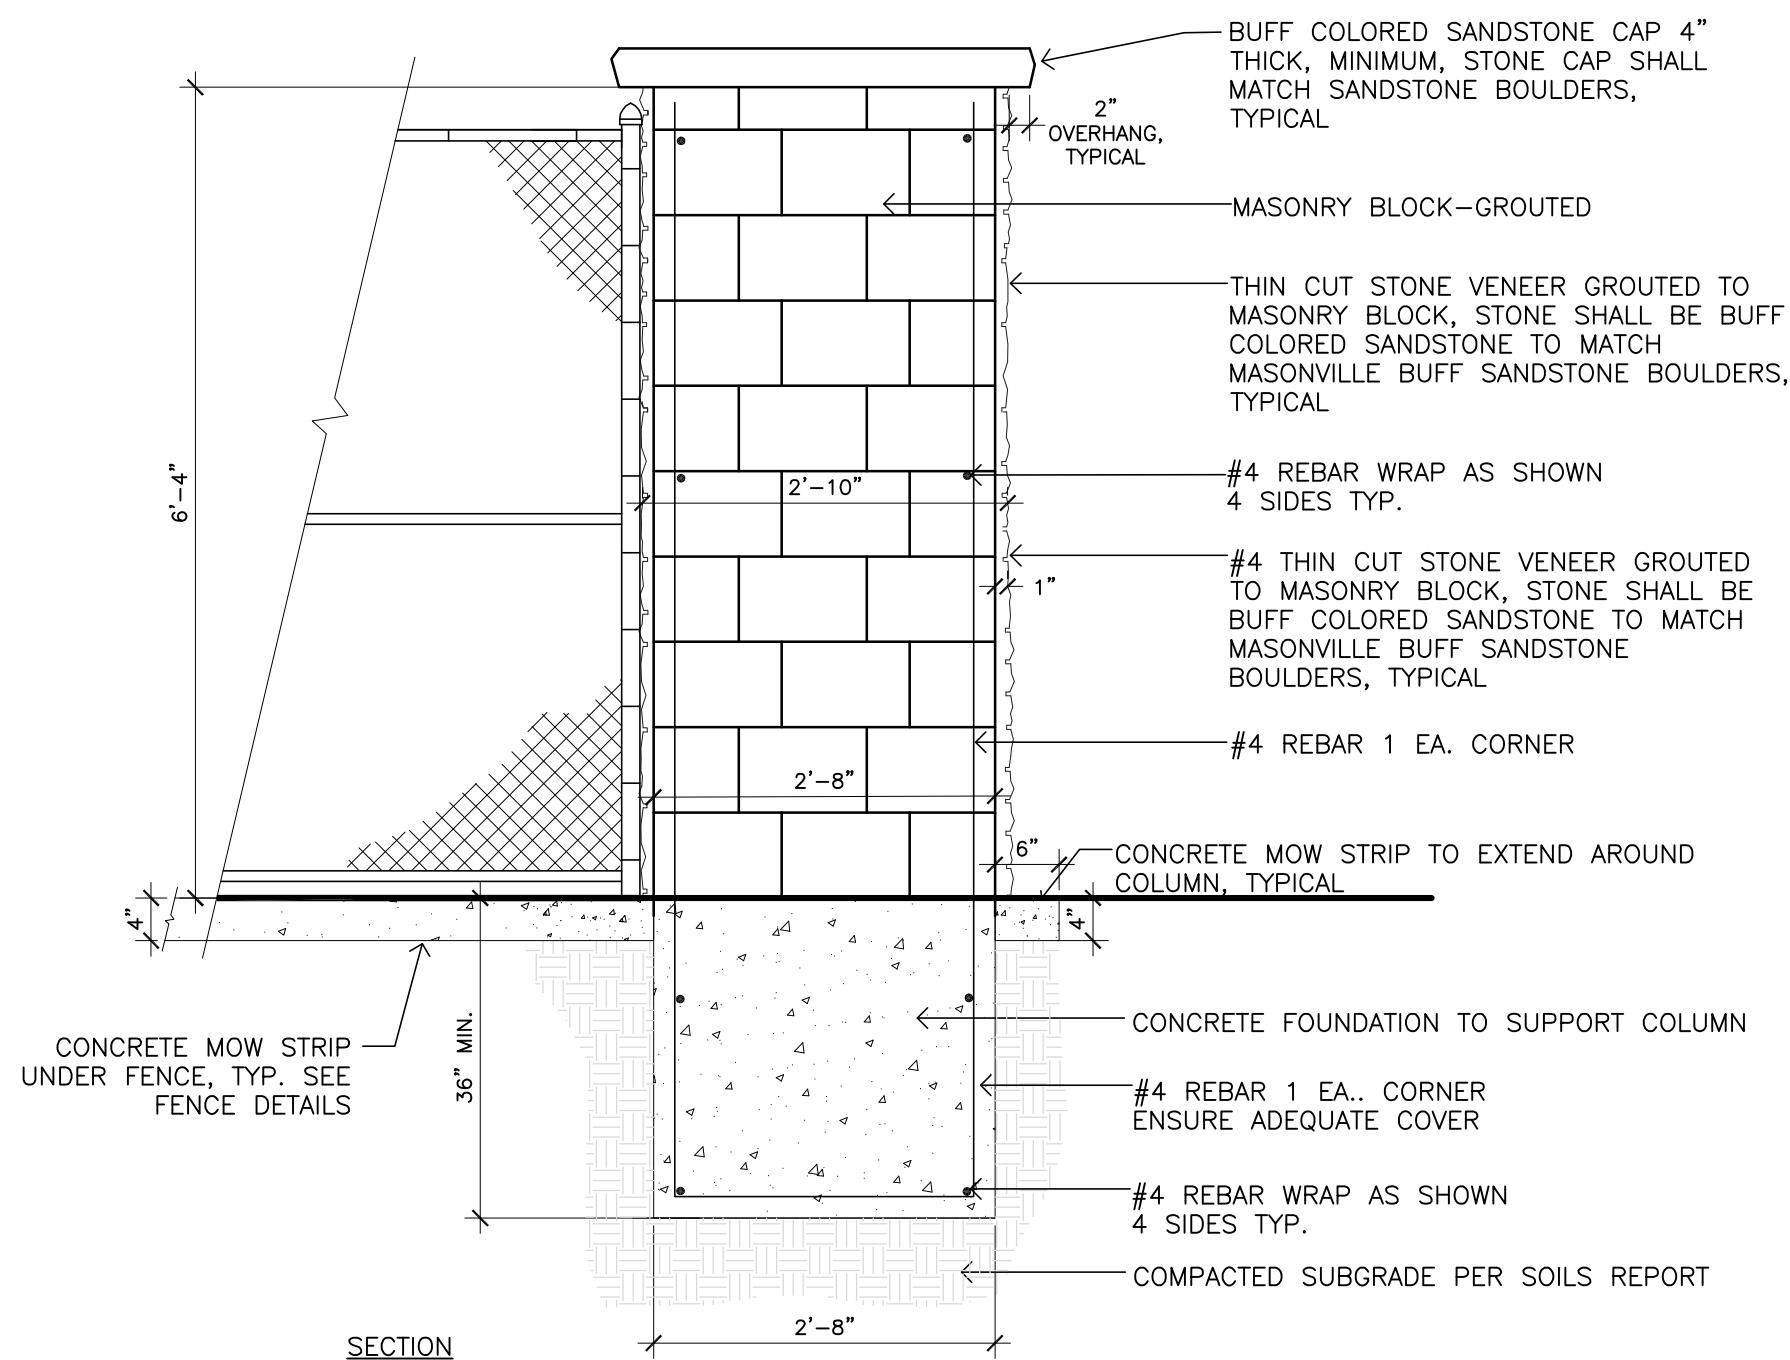 BUFF COLORED SANDSTONE CAP 4"
THICK, MINIMUM, STONE CAP SHALL
MATCH SANDSTONE BOULDERS,
TYPICAL
2"
OVERHANG,
TYPICAL
MASONRY BLOCK-GROUTED
THIN CUT STONE VENEER GROUTED TO
MASONRY BLOCK, STONE SHALL BE BUFF
COLORED SANDSTONE TO MATCH
MASONVILLE BUFF SANDSTONE BOULDERS,
TYPICAL
6'-4"
2'-10"
#4 REBAR WRAP AS SHOWN
4 SIDES TYP.
#4 THIN CUT STONE VENEER GROUTED
TO MASONRY BLOCK, STONE SHALL BE
BUFF COLORED SANDSTONE TO MATCH
MASONVILLE BUFF SANDSTONE
BOULDERS, TYPICAL
1"
#4 REBAR 1 EA. CORNER
2'-8"
6"
CONCRETE MOW STRIP TO EXTEND AROUND
COLUMN, TYPICAL
4"
4"
CONCRETE MOW STRIP
UNDER FENCE, TYP. SEE
FENCE DETAILS
36" MIN.
CONCRETE FOUNDATION TO SUPPORT COLUMN
#4 REBAR 1 EA.. CORNER
ENSURE ADEQUATE COVER
#4 REBAR WRAP AS SHOWN
4 SIDES TYP.
COMPACTED SUBGRADE PER SOILS REPORT
2'-8"
SECTION